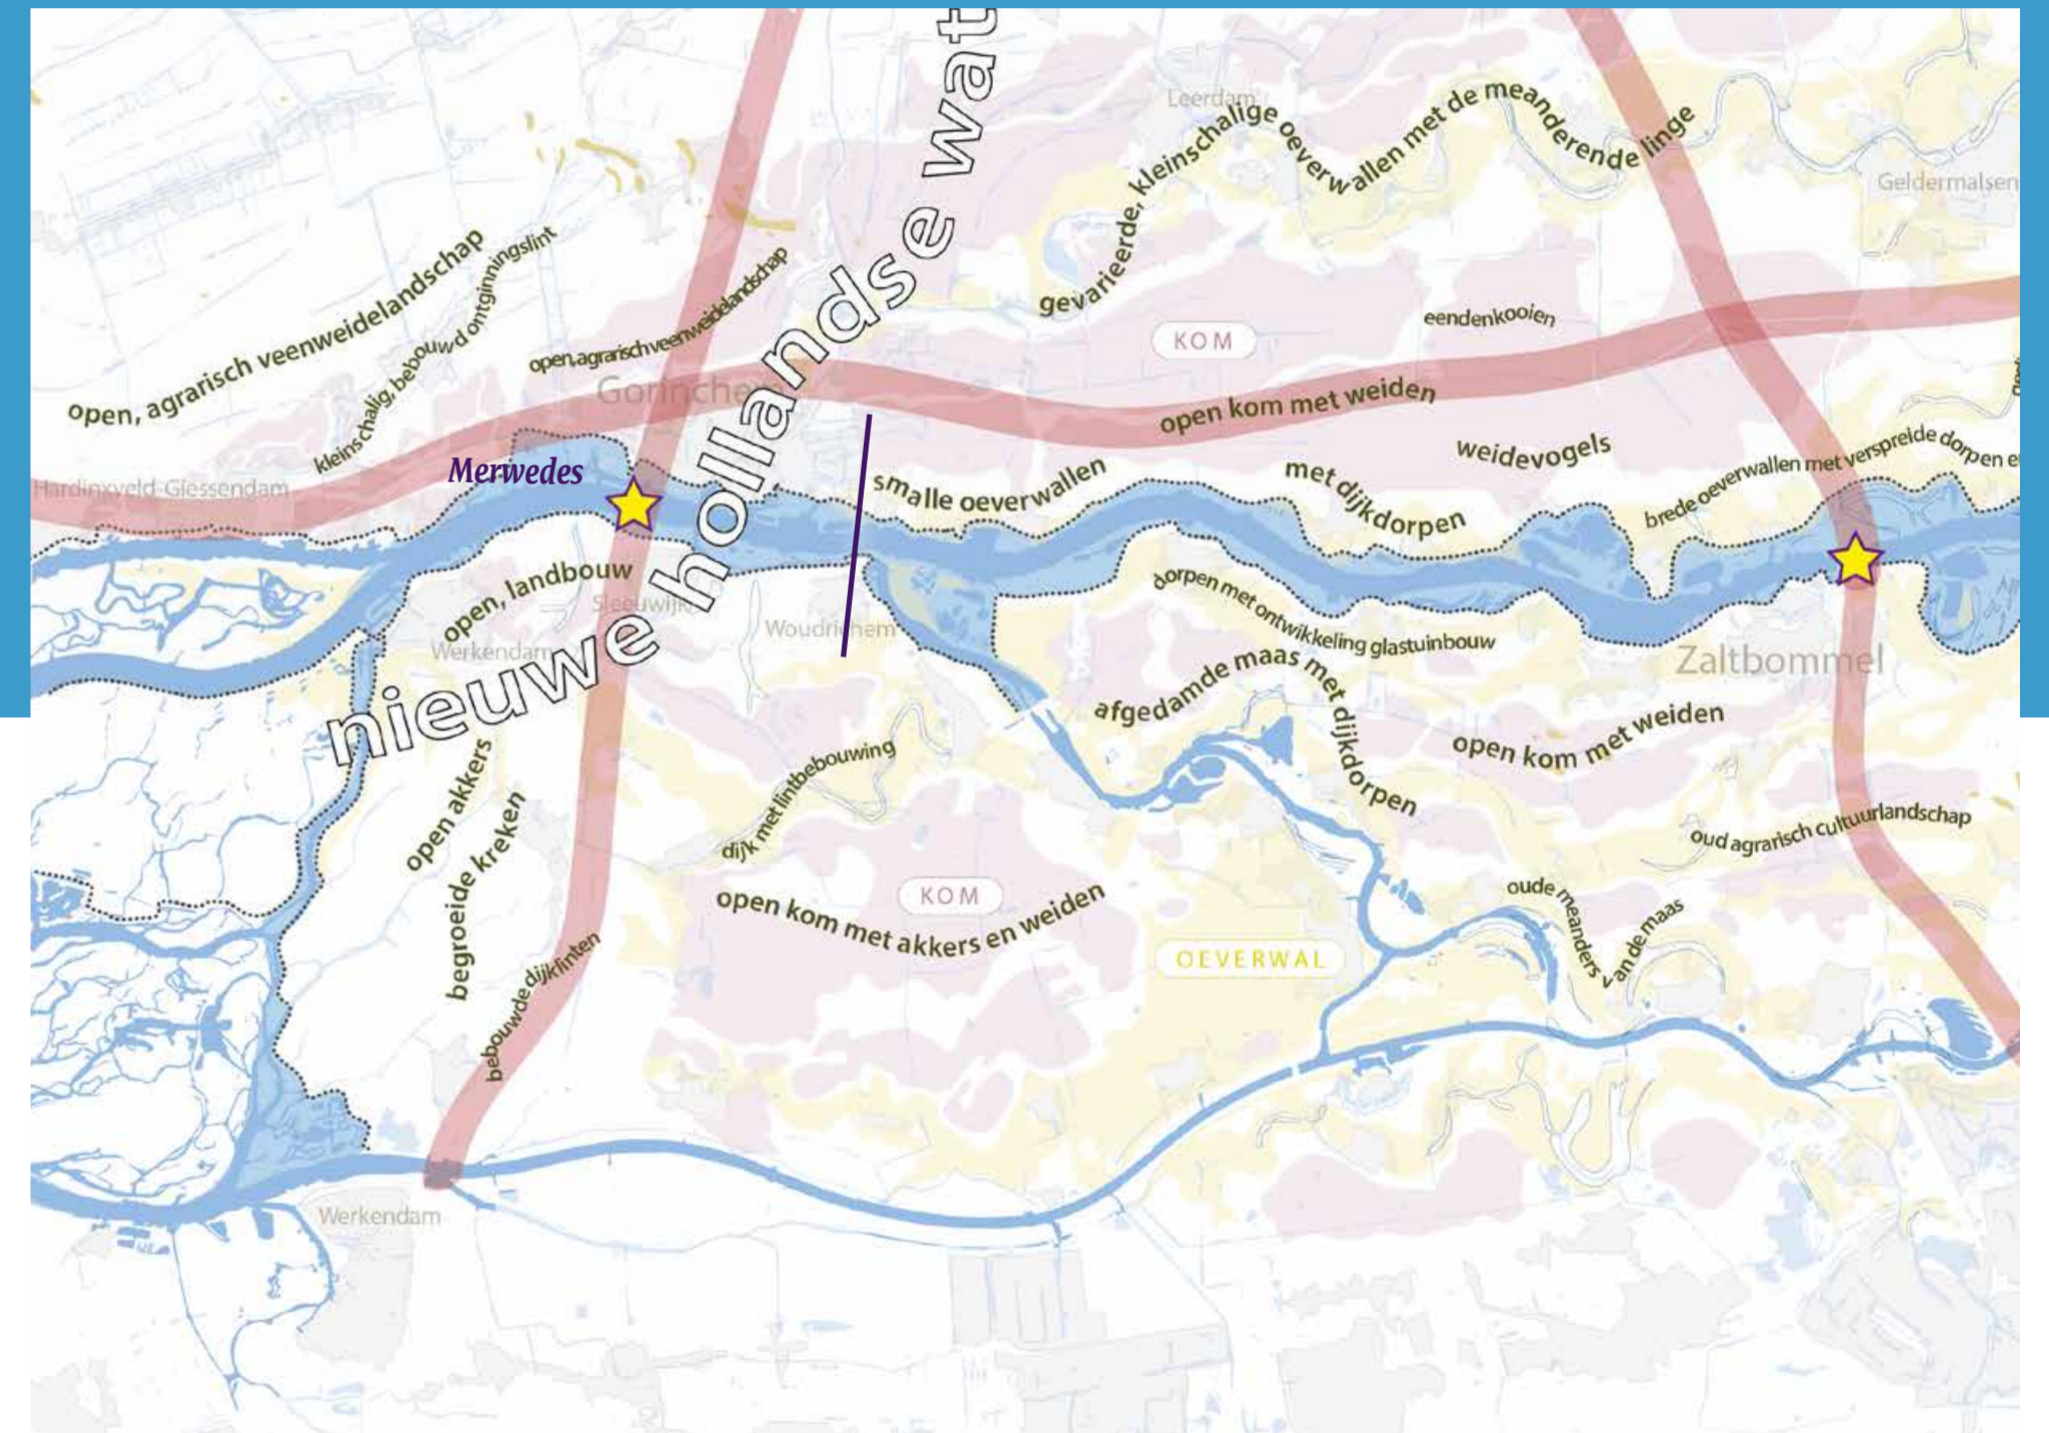 nieuwe hollandse wat
Leerdam
gevarieerde, kleinschalige oeverwallen met de meanderende linge
Geldermalsen
open, agrarisch veenweidelandschap
kleinschalig, bebouwd ontginningslint
open, agrarisch veenweidelandschap
eendenkooien
KOM
Gorinchem
open kom met weiden
weidevogels
brede oeverwallen met verspreide dorpen e
Merwedes
Hardinxveld-Giessendam
smalle oeverwallen
met dijkdorpen
open, landbouw
Sleeuwijk
Werkendam
Woudrichem
dorpen met ontwikkeling glastuinbouw
Zaltbommel
afgedamde maas met dijkdorpen
open kom met weiden
open akkers
begroeide kreken
dijk met lintbebouwing
oud agrarisch cultuurlandschap
KOM
open kom met akkers en weiden
oude meanders van de maas
OEVERWAL
bebouwde dijklinten
Werkendam